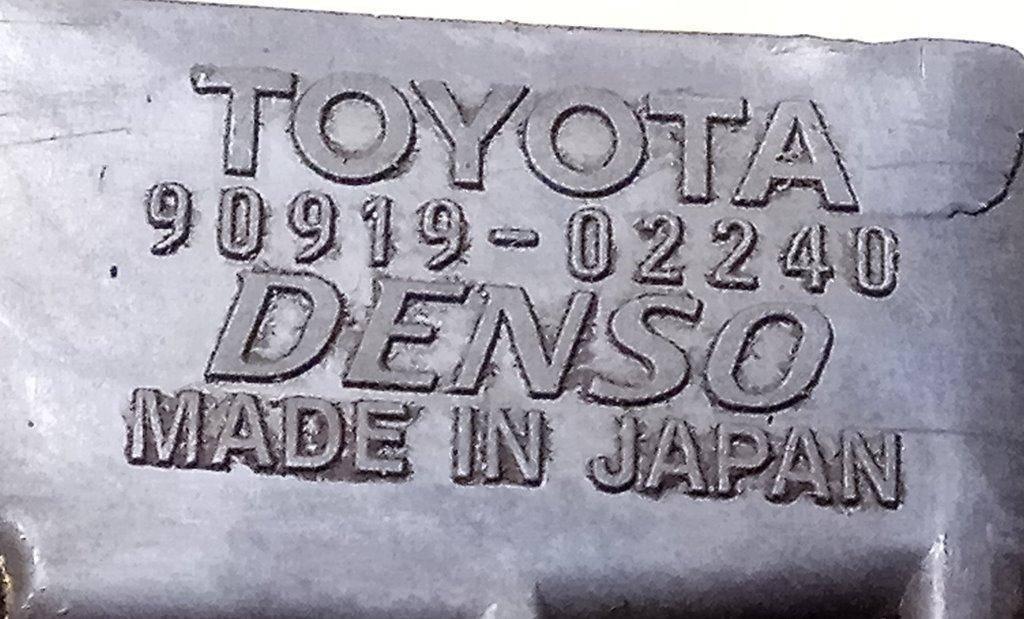 TOYOTA
90919-02240
DENSO
MADE IN JAPAN